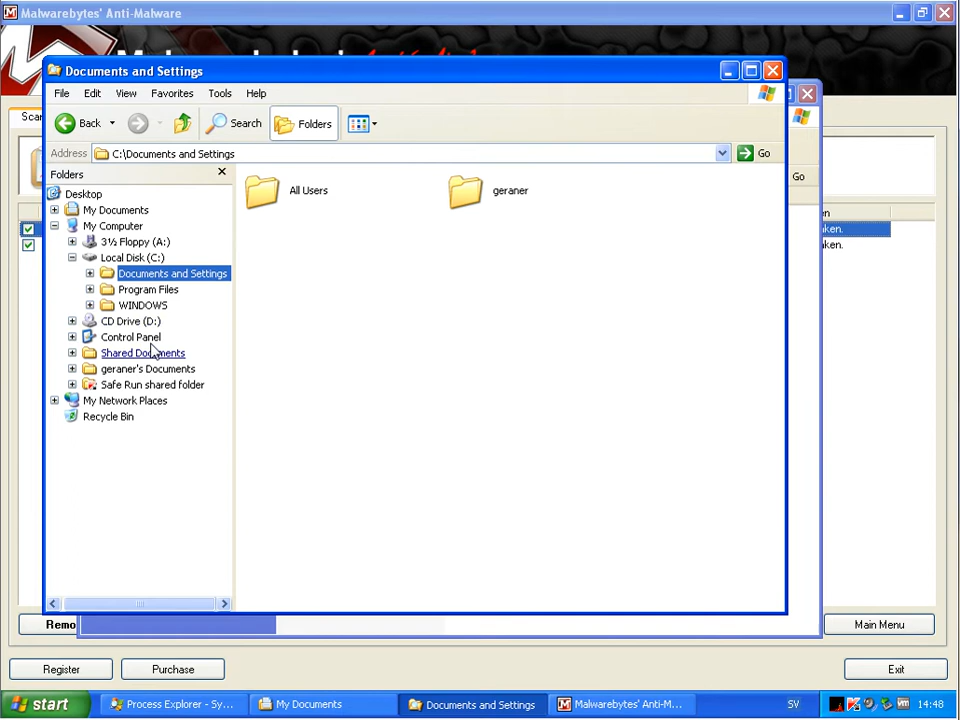 Malwarebytes' Anti-Malware
Documents and Settings
File Edit View Favorites Tools Help
Back Search Folders
Address C:\Documents and Settings Go
Go
Folders
Desktop
My Documents
My Computer
3½ Floppy (A:)
Local Disk (C:)
Documents and Settings
Program Files
WINDOWS
CD Drive (D:)
Control Panel
Shared Documents
geraner's Documents
Safe Run shared folder
My Network Places
Recycle Bin
All Users
geraner
Main Menu
Register Purchase Exit
start Process Explorer - Sy... My Documents Documents and Settings Malwarebytes' Anti-M... SV 14:48